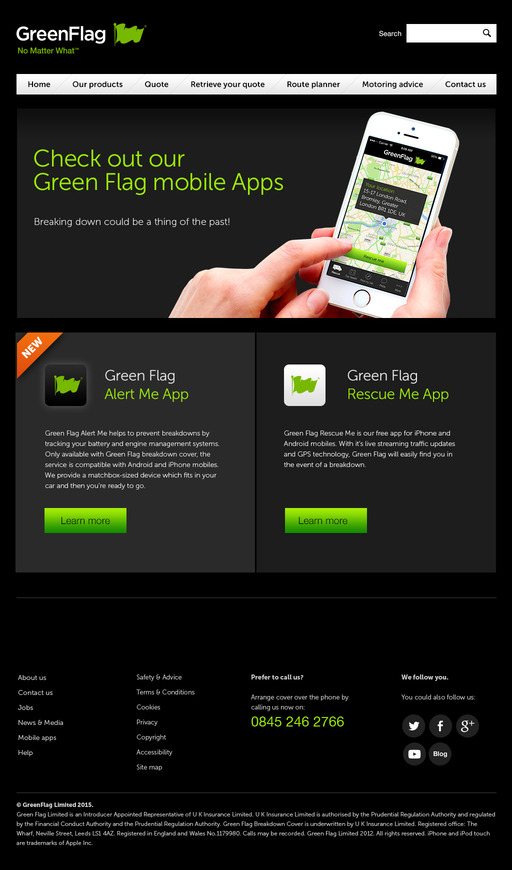 GreenFlag
No Matter What™
Search
Home Our products Quote Retrieve your quote Route planner Motoring advice Contact us
Check out our
Green Flag mobile Apps
Breaking down could be a thing of the past!
GreenFlag
Your location
15-17 London Road,
Bromley, Greater
London BR1 1DE, UK
Rescue me
NEW
Green Flag
Alert Me App
Green Flag Alert Me helps to prevent breakdowns by
tracking your battery and engine management systems.
Only available with Green Flag breakdown cover, the
service is compatible with Android and iPhone mobiles.
We provide a matchbox-sized device which fits in your
car and then you're ready to go.
Learn more
Green Flag
Rescue Me App
Green Flag Rescue Me is our free app for iPhone and
Android mobiles. With it's live streaming traffic updates
and GPS technology, Green Flag will easily find you in
the event of a breakdown.
Learn more
About us
Contact us
Jobs
News & Media
Mobile apps
Help
Safety & Advice
Terms & Conditions
Cookies
Privacy
Copyright
Accessibility
Site map
Prefer to call us?
Arrange cover over the phone by
calling us now on:
0845 246 2766
We follow you.
You could also follow us:
Blog
© GreenFlag Limited 2015.
Green Flag Limited is an Introducer Appointed Representative of U K Insurance Limited. U K Insurance Limited is authorised by the Prudential Regulation Authority and regulated
by the Financial Conduct Authority and the Prudential Regulation Authority. Green Flag Breakdown Cover is underwritten by U K Insurance Limited. Registered office: The
Wharf, Neville Street, Leeds LS1 4AZ. Registered in England and Wales No.1179980. Calls may be recorded. Green Flag Limited 2012. All rights reserved. iPhone and iPod touch
are trademarks of Apple Inc.